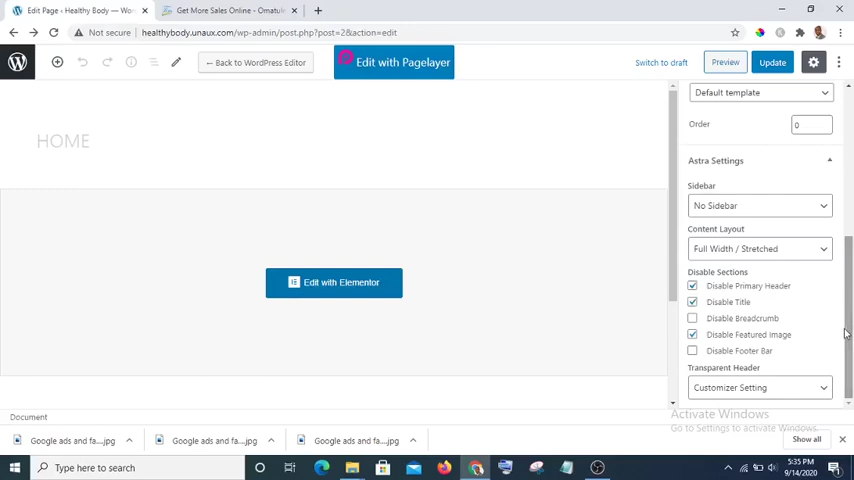 Edit Page ‹ Healthy Body — Wor
Get More Sales Online - Omatul
Not secure
healthybody.unaux.com/wp-admin/post.php?post=2&action=edit
← Back to WordPress Editor
Edit with Pagelayer
Switch to draft
Preview
Update
Default template
Order
0
HOME
Astra Settings
Sidebar
No Sidebar
Content Layout
Full Width / Stretched
Disable Sections
Disable Primary Header
Disable Title
Disable Breadcrumb
Disable Featured Image
Disable Footer Bar
Edit with Elementor
Transparent Header
Customizer Setting
Activate Windows
Go to Settings to activate Windows.
Document
Google ads and fa....jpg
Google ads and fa....jpg
Google ads and fa....jpg
Show all
Type here to search
5:35 PM
9/14/2020